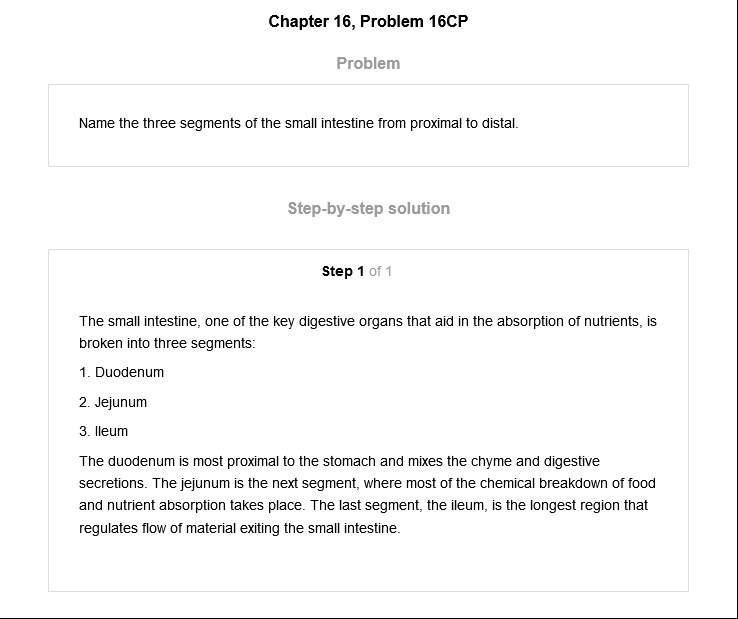 Chapter 16, Problem 16CP
Problem
Name the three segments of the small intestine from proximal to distal.
Step-by-step solution
Step 1 of 1
The small intestine, one of the key digestive organs that aid in the absorption of nutrients, is
broken into three segments:
1. Duodenum
2. Jejunum
3. Ileum
The duodenum is most proximal to the stomach and mixes the chyme and digestive
secretions. The jejunum is the next segment, where most of the chemical breakdown of food
and nutrient absorption takes place. The last segment, the ileum, is the longest region that
regulates flow of material exiting the small intestine.